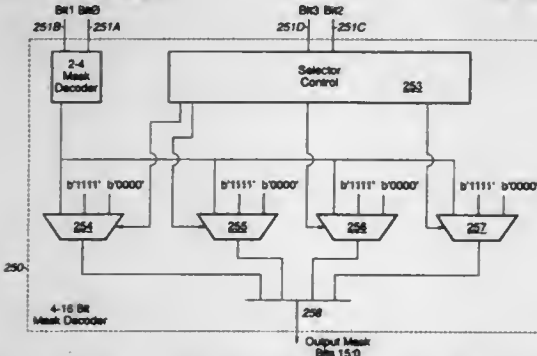 Bit1 Bit0
Bit3 Bit2
251B
251A
251D
251C
2-4
Mask
Decoder
Selector
Control
253
b'1111' b'0000'
b'1111' b'0000'
b'1111' b'0000'
b'1111' b'0000'
254
255
256
257
250
258
4-16 Bit
Mask Decoder
Output Mask
Bits 15:0